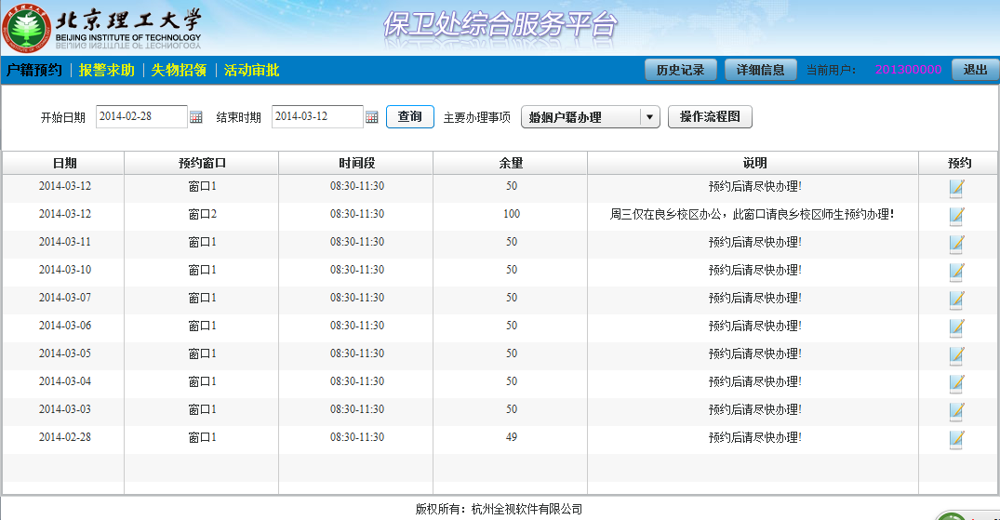 北京理工大学
BEIJING INSTITUTE OF TECHNOLOGY
保卫处综合服务平台
户籍预约 | 报警求助 | 失物招领 | 活动审批 历史记录 详细信息 当前用户: 201300000 退出
开始日期 2014-02-28 结束时期 2014-03-12 查询 主要办理事项 婚姻户籍办理 操作流程图
日期 预约窗口 时间段 余量 说明 预约
2014-03-12 窗口1 08:30-11:30 50 预约后请尽快办理!
2014-03-12 窗口2 08:30-11:30 100 周三仅在良乡校区办公，此窗口请良乡校区师生预约办理!
2014-03-11 窗口1 08:30-11:30 50 预约后请尽快办理!
2014-03-10 窗口1 08:30-11:30 50 预约后请尽快办理!
2014-03-07 窗口1 08:30-11:30 50 预约后请尽快办理!
2014-03-06 窗口1 08:30-11:30 50 预约后请尽快办理!
2014-03-05 窗口1 08:30-11:30 50 预约后请尽快办理!
2014-03-04 窗口1 08:30-11:30 50 预约后请尽快办理!
2014-03-03 窗口1 08:30-11:30 50 预约后请尽快办理!
2014-02-28 窗口1 08:30-11:30 49 预约后请尽快办理!
版权所有：杭州全视软件有限公司